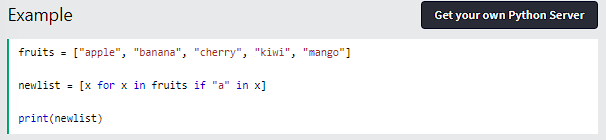 Example
Get your own Python Server
fruits = ["apple", "banana", "cherry", "kiwi", "mango"]
newlist = [x for x in fruits if "a" in x]
print(newlist)